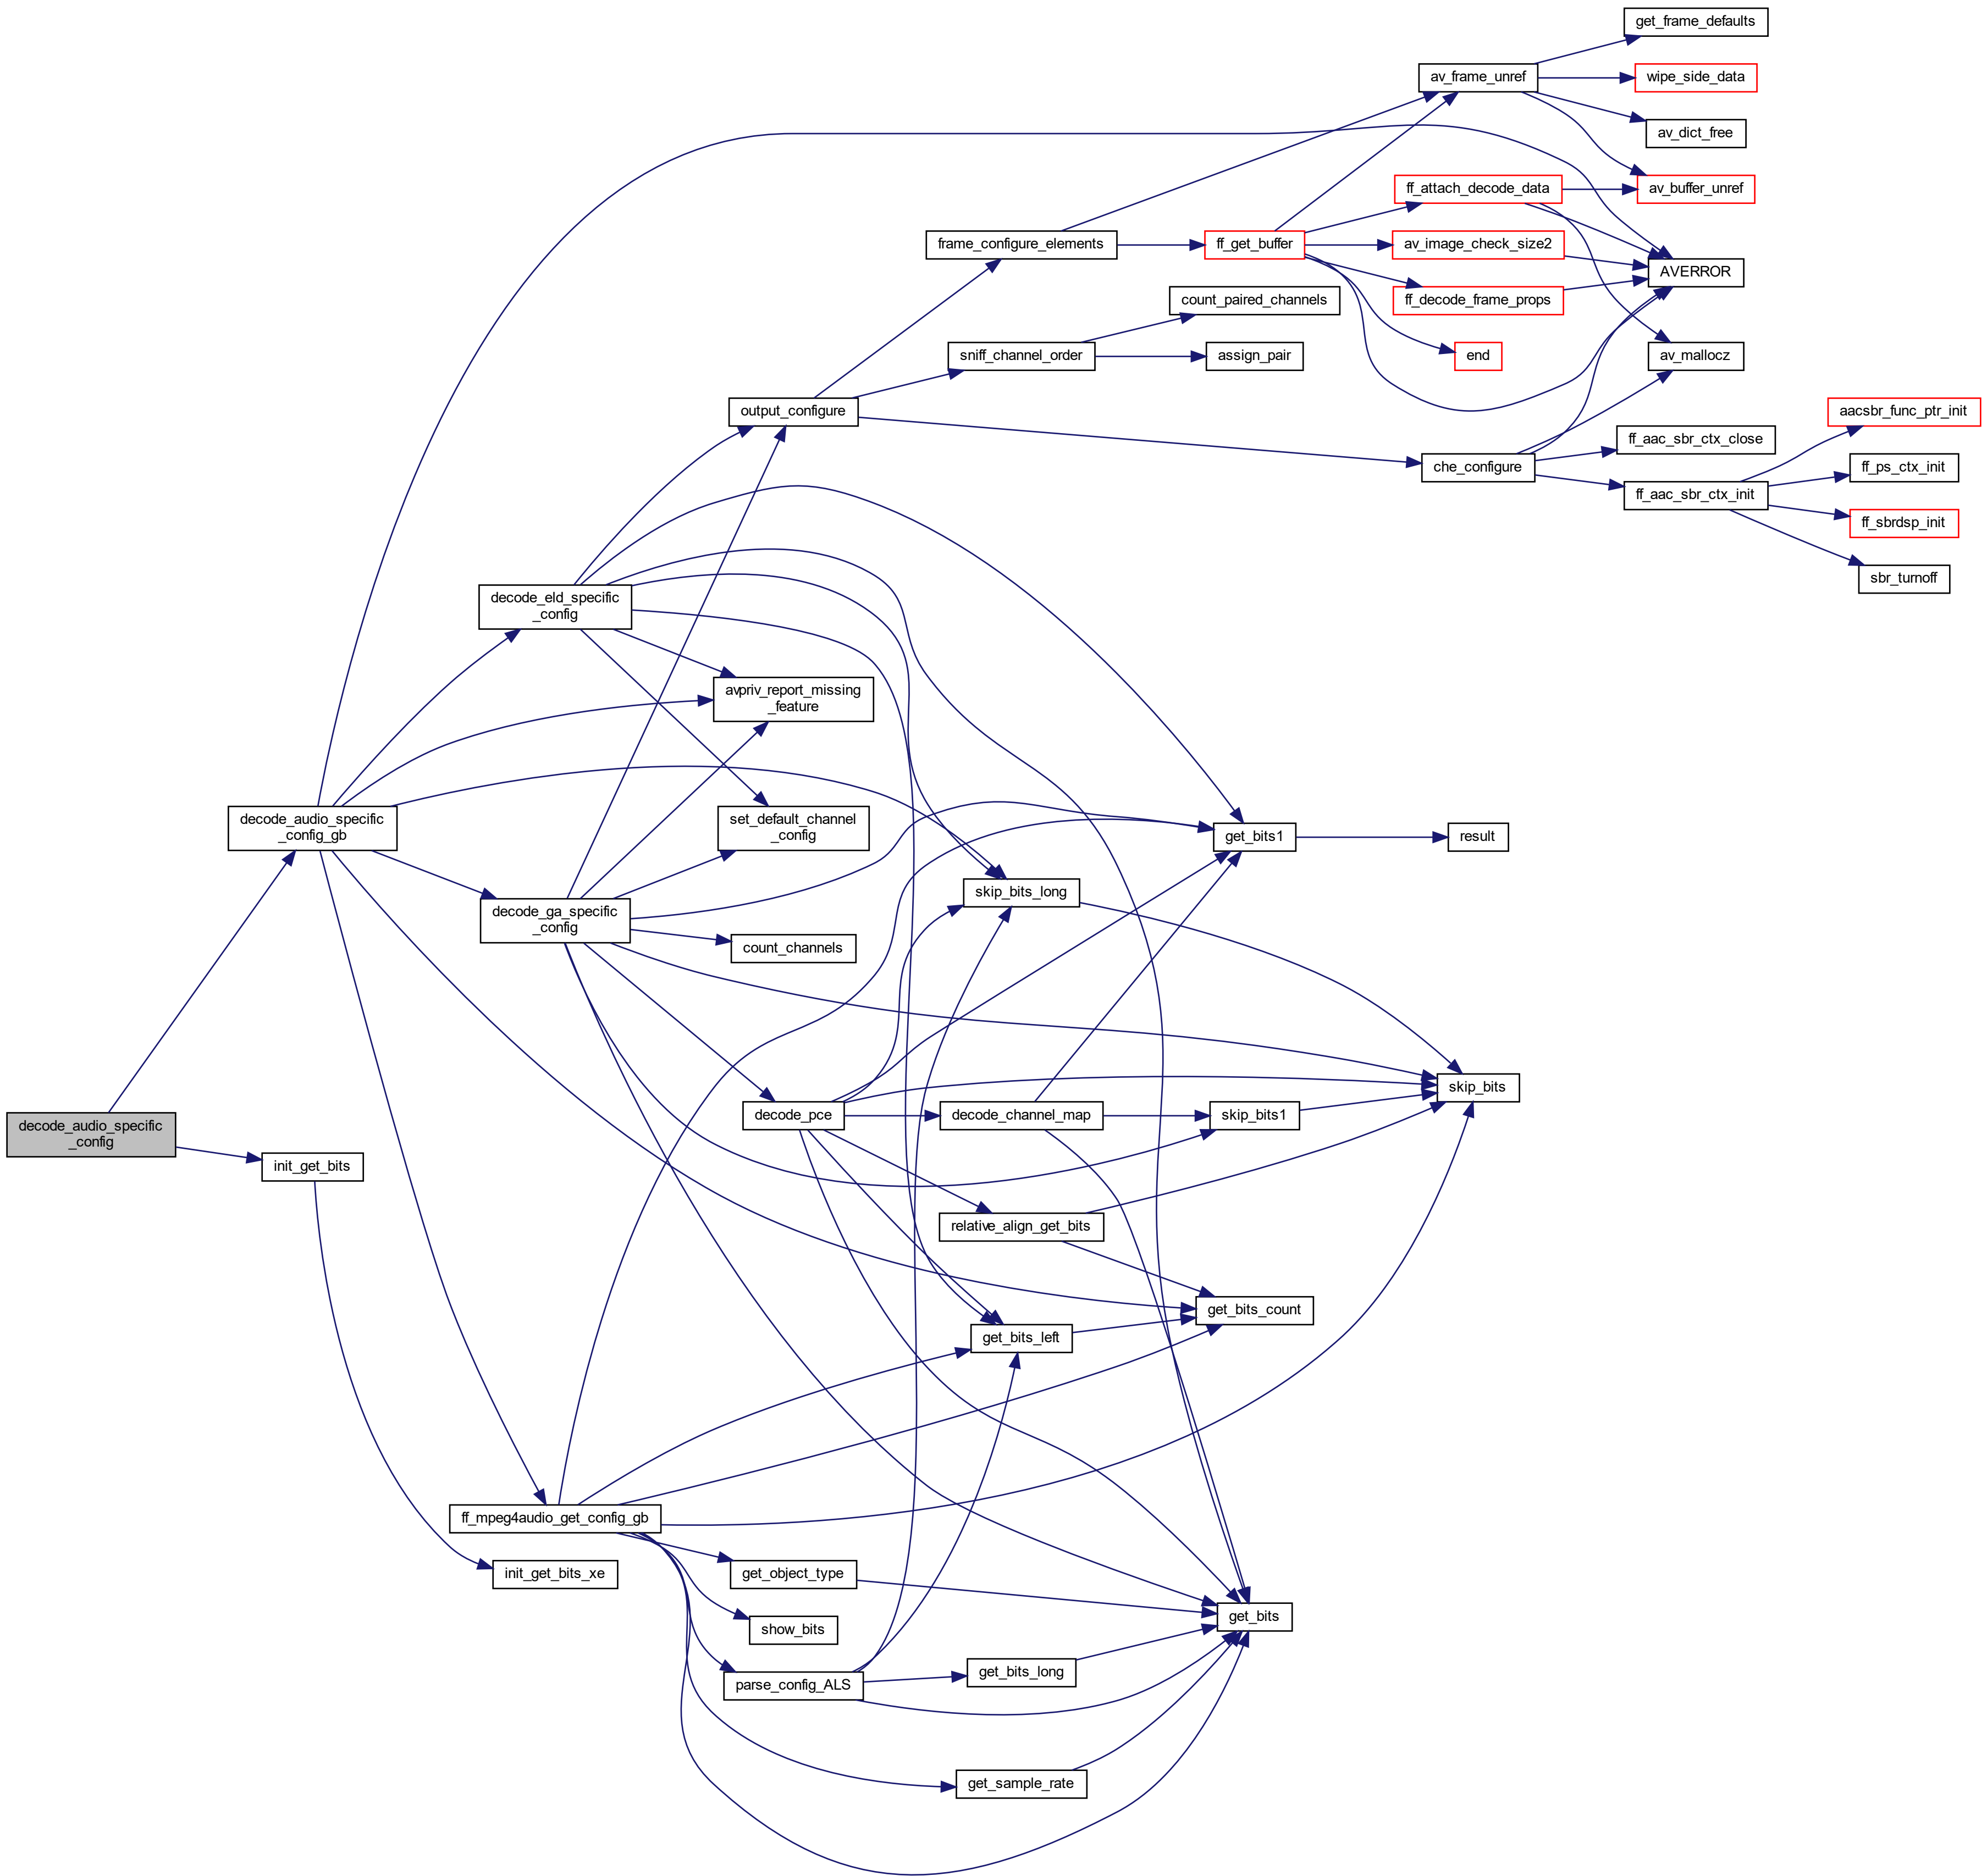 get_frame_defaults
av_frame_unref
wipe_side_data
av_dict_free
ff_attach_decode_data
av_buffer_unref
frame_configure_elements
ff_get_buffer
av_image_check_size2
AVERROR
ff_decode_frame_props
count_paired_channels
sniff_channel_order
assign_pair
end
av_mallocz
output_configure
aacsbr_func_ptr_init
ff_aac_sbr_ctx_close
che_configure
ff_ps_ctx_init
ff_aac_sbr_ctx_init
ff_sbrdsp_init
sbr_turnoff
decode_eld_specific
_config
avpriv_report_missing
_feature
decode_audio_specific
_config_gb
set_default_channel
_config
get_bits1
result
skip_bits_long
decode_ga_specific
_config
count_channels
skip_bits
decode_audio_specific
_config
decode_pce
decode_channel_map
skip_bits1
init_get_bits
relative_align_get_bits
get_bits_count
get_bits_left
ff_mpeg4audio_get_config_gb
init_get_bits_xe
get_object_type
show_bits
get_bits
parse_config_ALS
get_bits_long
get_sample_rate